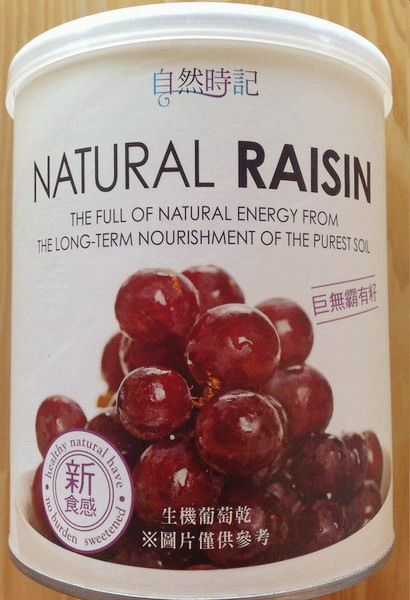 自然時記
NATURAL RAISIN
THE FULL OF NATURAL ENERGY FROM
THE LONG-TERM NOURISHMENT OF THE PUREST SOIL
巨無霸有籽
healthy natural have
新
食感
no burden sweetened
生機葡萄乾
※圖片僅供參考